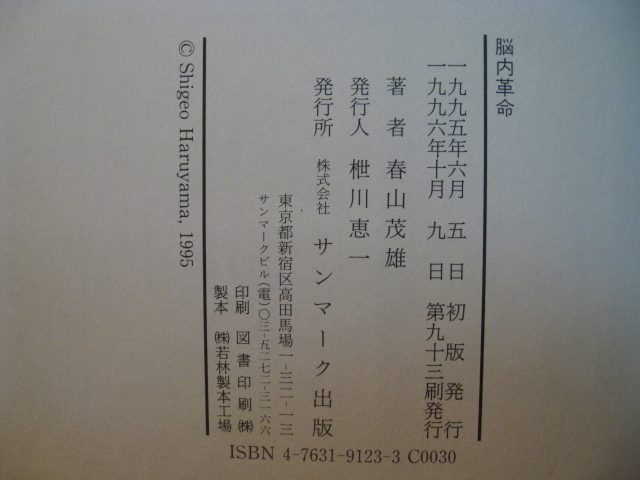 脳内革命
一九九五年六月 五 日 初 版 発 行
一九九六年十月 九 日 第九十三刷発行
著 者 春山茂雄
発行人 枻川恵一
発行所 株式会社 サンマーク出版
東京都新宿区高田馬場一-三二-一三
サンマークビル(電)〇三-五二七二-三一六六
印刷 図書印刷㈱
製本 ㈱若林製本工場
© Shigeo Haruyama, 1995
ISBN 4-7631-9123-3 C0030